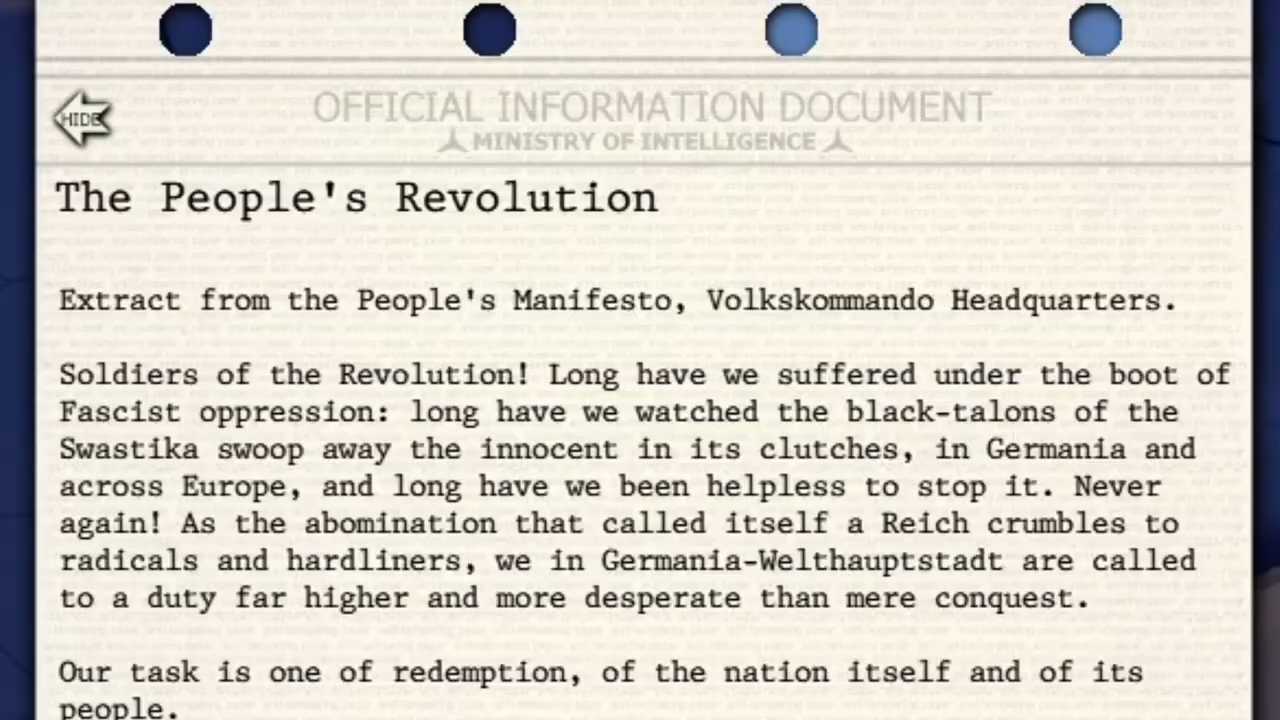 OFFICIAL INFORMATION DOCUMENT
HIDE
MINISTRY OF INTELLIGENCE
The People's Revolution
Extract from the People's Manifesto, Volkskommando Headquarters.
Soldiers of the Revolution! Long have we suffered under the boot of
Fascist oppression: long have we watched the black-talons of the
Swastika swoop away the innocent in its clutches, in Germania and
across Europe, and long have we been helpless to stop it. Never
again! As the abomination that called itself a Reich crumbles to
radicals and hardliners, we in Germania-Welthauptstadt are called
to a duty far higher and more desperate than mere conquest.
Our task is one of redemption, of the nation itself and of its
people.